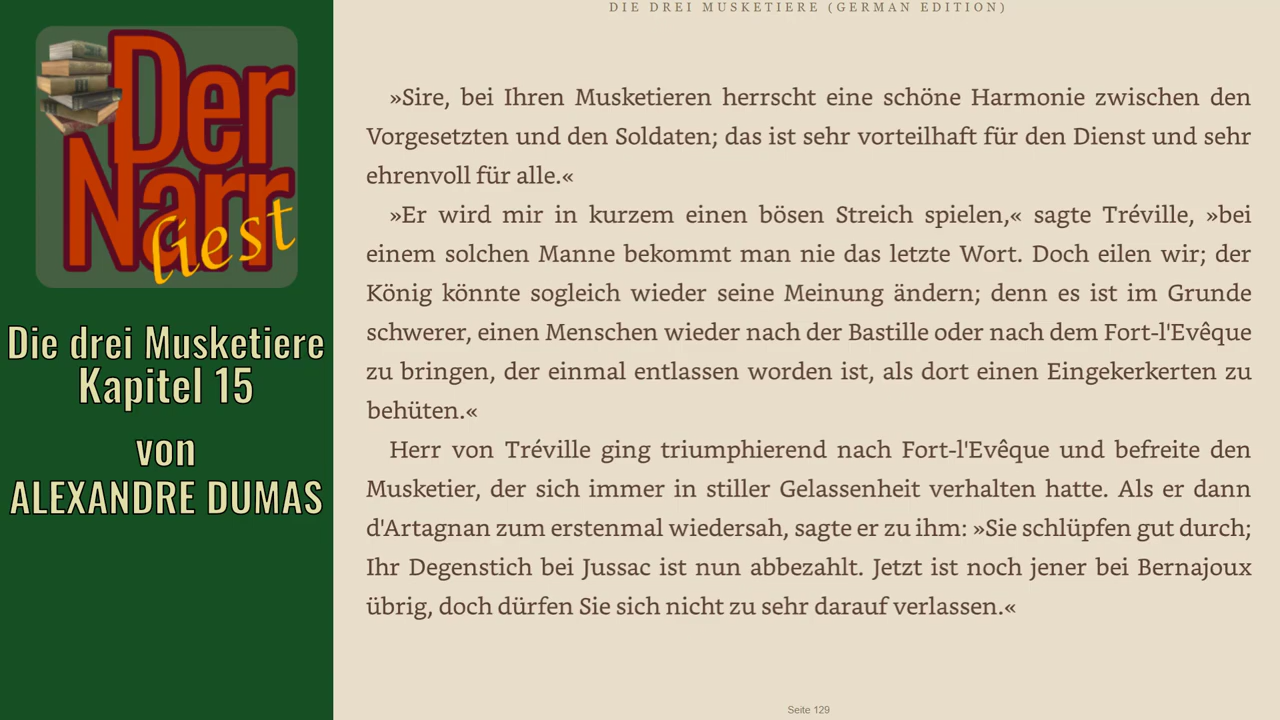 Der
Narr
liest
Die drei Musketiere
Kapitel 15
von
ALEXANDRE DUMAS
DIE DREI MUSKETIERE (GERMAN EDITION)
»Sire, bei Ihren Musketieren herrscht eine schöne Harmonie zwischen den
Vorgesetzten und den Soldaten; das ist sehr vorteilhaft für den Dienst und sehr
ehrenvoll für alle.«
»Er wird mir in kurzem einen bösen Streich spielen,« sagte Tréville, »bei
einem solchen Manne bekommt man nie das letzte Wort. Doch eilen wir; der
König könnte sogleich wieder seine Meinung ändern; denn es ist im Grunde
schwerer, einen Menschen wieder nach der Bastille oder nach dem Fort-l'Evêque
zu bringen, der einmal entlassen worden ist, als dort einen Eingekerkerten zu
behüten.«
Herr von Tréville ging triumphierend nach Fort-l'Evêque und befreite den
Musketier, der sich immer in stiller Gelassenheit verhalten hatte. Als er dann
d'Artagnan zum erstenmal wiedersah, sagte er zu ihm: »Sie schlüpfen gut durch;
Ihr Degenstich bei Jussac ist nun abbezahlt. Jetzt ist noch jener bei Bernajoux
übrig, doch dürfen Sie sich nicht zu sehr darauf verlassen.«
Seite 129